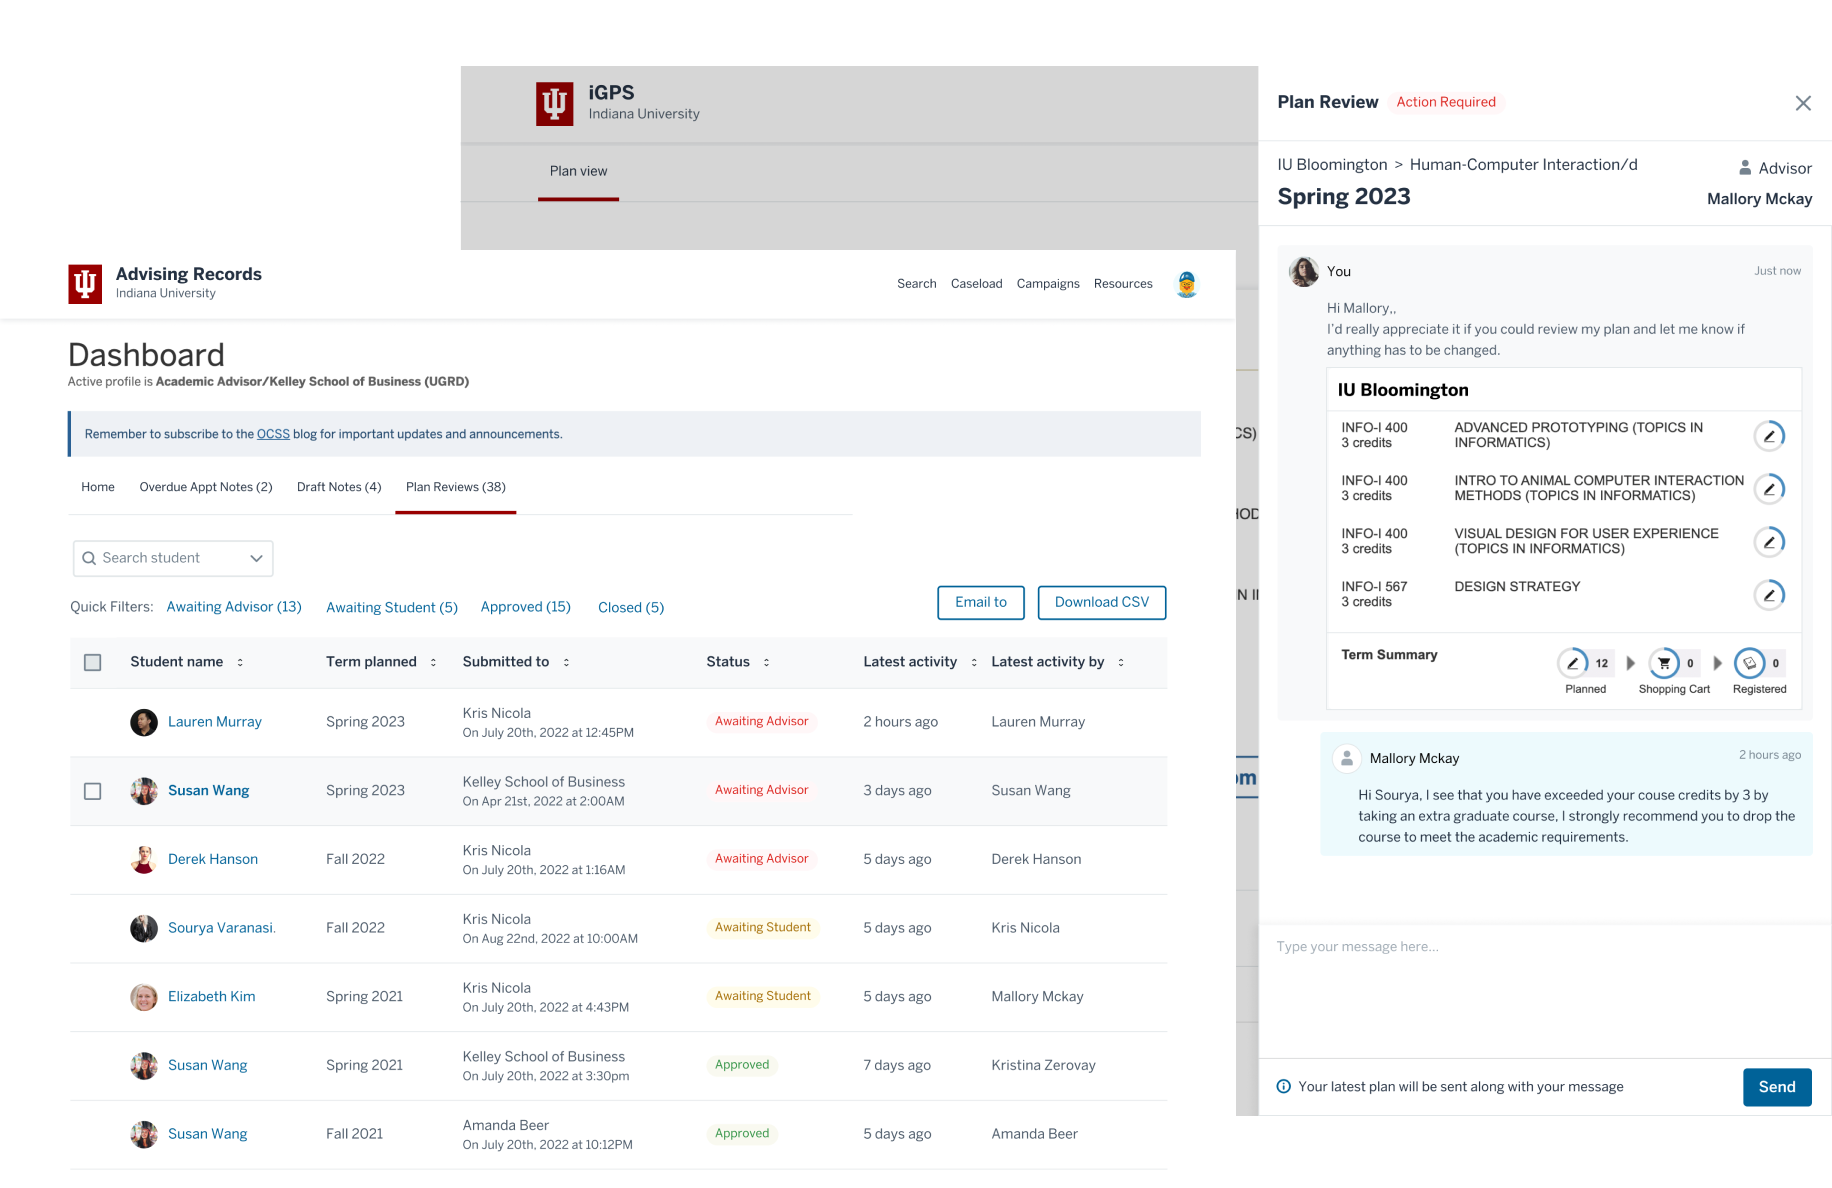 iGPS
Indiana University
Plan view
Advising Records
Indiana University
Search Caseload Campaigns Resources
Dashboard
Active profile is Academic Advisor/Kelley School of Business (UGRD)
Remember to subscribe to the OCSS blog for important updates and announcements.
Home Overdue Appt Notes (2) Draft Notes (4) Plan Reviews (38)
Search student
Quick Filters: Awaiting Advisor (13) Awaiting Student (5) Approved (15) Closed (5)
Email to Download CSV
Student name Term planned Submitted to Status Latest activity Latest activity by
Lauren Murray Spring 2023 Kris Nicola Awaiting Advisor 2 hours ago Lauren Murray
On July 20th, 2022 at 12:45PM
Susan Wang Spring 2023 Kelley School of Business Awaiting Advisor 3 days ago Susan Wang
On Apr 21st, 2022 at 2:00AM
Derek Hanson Fall 2022 Kris Nicola Awaiting Advisor 5 days ago Derek Hanson
On July 20th, 2022 at 1:16AM
Sourya Varanasi. Fall 2022 Kris Nicola Awaiting Student 5 days ago Kris Nicola
On Aug 22nd, 2022 at 10:00AM
Elizabeth Kim Spring 2021 Kris Nicola Awaiting Student 5 days ago Mallory Mckay
On July 20th, 2022 at 4:43PM
Susan Wang Spring 2021 Kelley School of Business Approved 7 days ago Kristina Zerovay
On July 20th, 2022 at 3:30pm
Susan Wang Fall 2021 Amanda Beer Approved 5 days ago Amanda Beer
On July 20th, 2022 at 10:12PM
Plan Review Action Required
IU Bloomington > Human-Computer Interaction/d Advisor
Spring 2023 Mallory Mckay
You Just now
Hi Mallory,,
I'd really appreciate it if you could review my plan and let me know if
anything has to be changed.
IU Bloomington
INFO-I 400 ADVANCED PROTOTYPING (TOPICS IN
3 credits INFORMATICS)
INFO-I 400 INTRO TO ANIMAL COMPUTER INTERACTION
3 credits METHODS (TOPICS IN INFORMATICS)
INFO-I 400 VISUAL DESIGN FOR USER EXPERIENCE
3 credits (TOPICS IN INFORMATICS)
INFO-I 567 DESIGN STRATEGY
3 credits
Term Summary 12 0 0
Planned Shopping Cart Registered
Mallory Mckay 2 hours ago
Hi Sourya, I see that you have exceeded your couse credits by 3 by
taking an extra graduate course, I strongly recommend you to drop the
course to meet the academic requirements.
Type your message here...
Your latest plan will be sent along with your message
Send